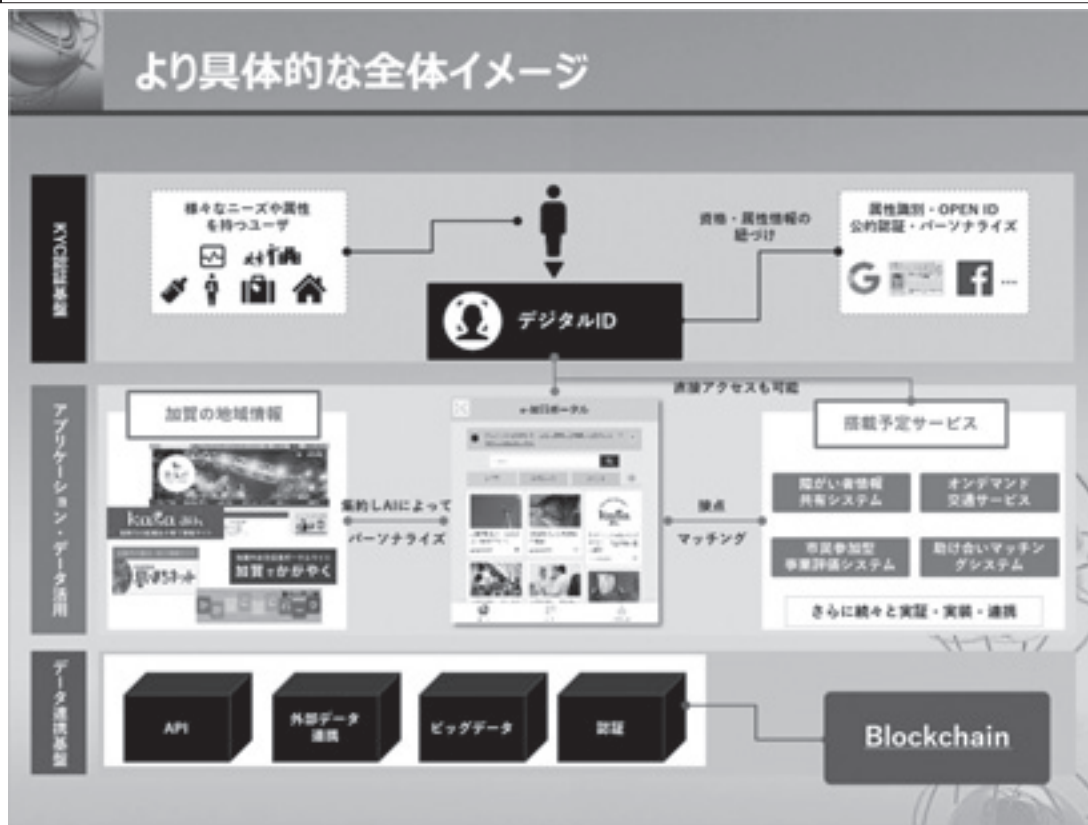 より具体的な全体イメージ
KYC認証基盤
様々なニーズや属性
を持つユーザ
資格・属性情報の
紐づけ
属性識別・OPEN ID
公的認証・パーソナライズ
デジタルID
直接アクセスも可能
アプリケーション・データ活用
加賀の地域情報
加賀でかがやく
集約しAIによって
パーソナライズ
e-加賀ポータル
接点
マッチング
搭載予定サービス
障がい者情報
共有システム
オンデマンド
交通サービス
市民参加型
事業評価システム
助け合いマッチン
グシステム
さらに続々と実証・実装・連携
データ連携基盤
API
外部データ
連携
ビッグデータ
認証
Blockchain